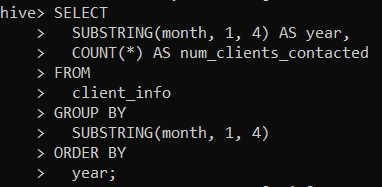 hive> SELECT
    >   SUBSTRING(month, 1, 4) AS year,
    >   COUNT(*) AS num_clients_contacted
    > FROM
    >   client_info
    > GROUP BY
    >   SUBSTRING(month, 1, 4)
    > ORDER BY
    >   year;